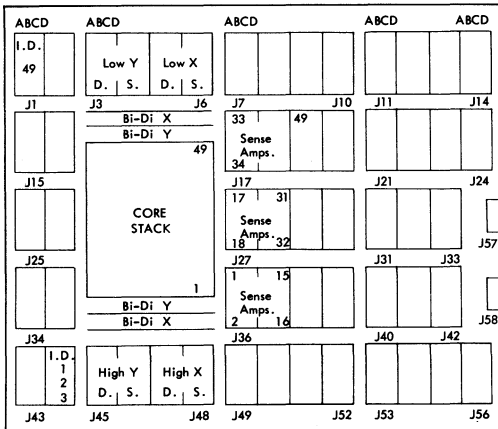 ABCD ABCD ABCD ABCD ABCD
I.D.
49
Low Y Low X
D. S. D. S.
J1 J3 J6 J7 J10 J11 J14
Bi-Di X
Bi-Di Y
33 49
Sense
Amps.
34
49
J15 J17 J21 J24
17 31
Sense
Amps.
18 32
CORE
STACK
J57
J25 J27 J31 J33
1 15
Sense
Amps.
2 16
1
J58
Bi-Di Y
Bi-Di X
J34 J36 J40 J42
I.D.
1
2
3
High Y High X
D. S. D. S.
J43 J45 J48 J49 J52 J53 J56